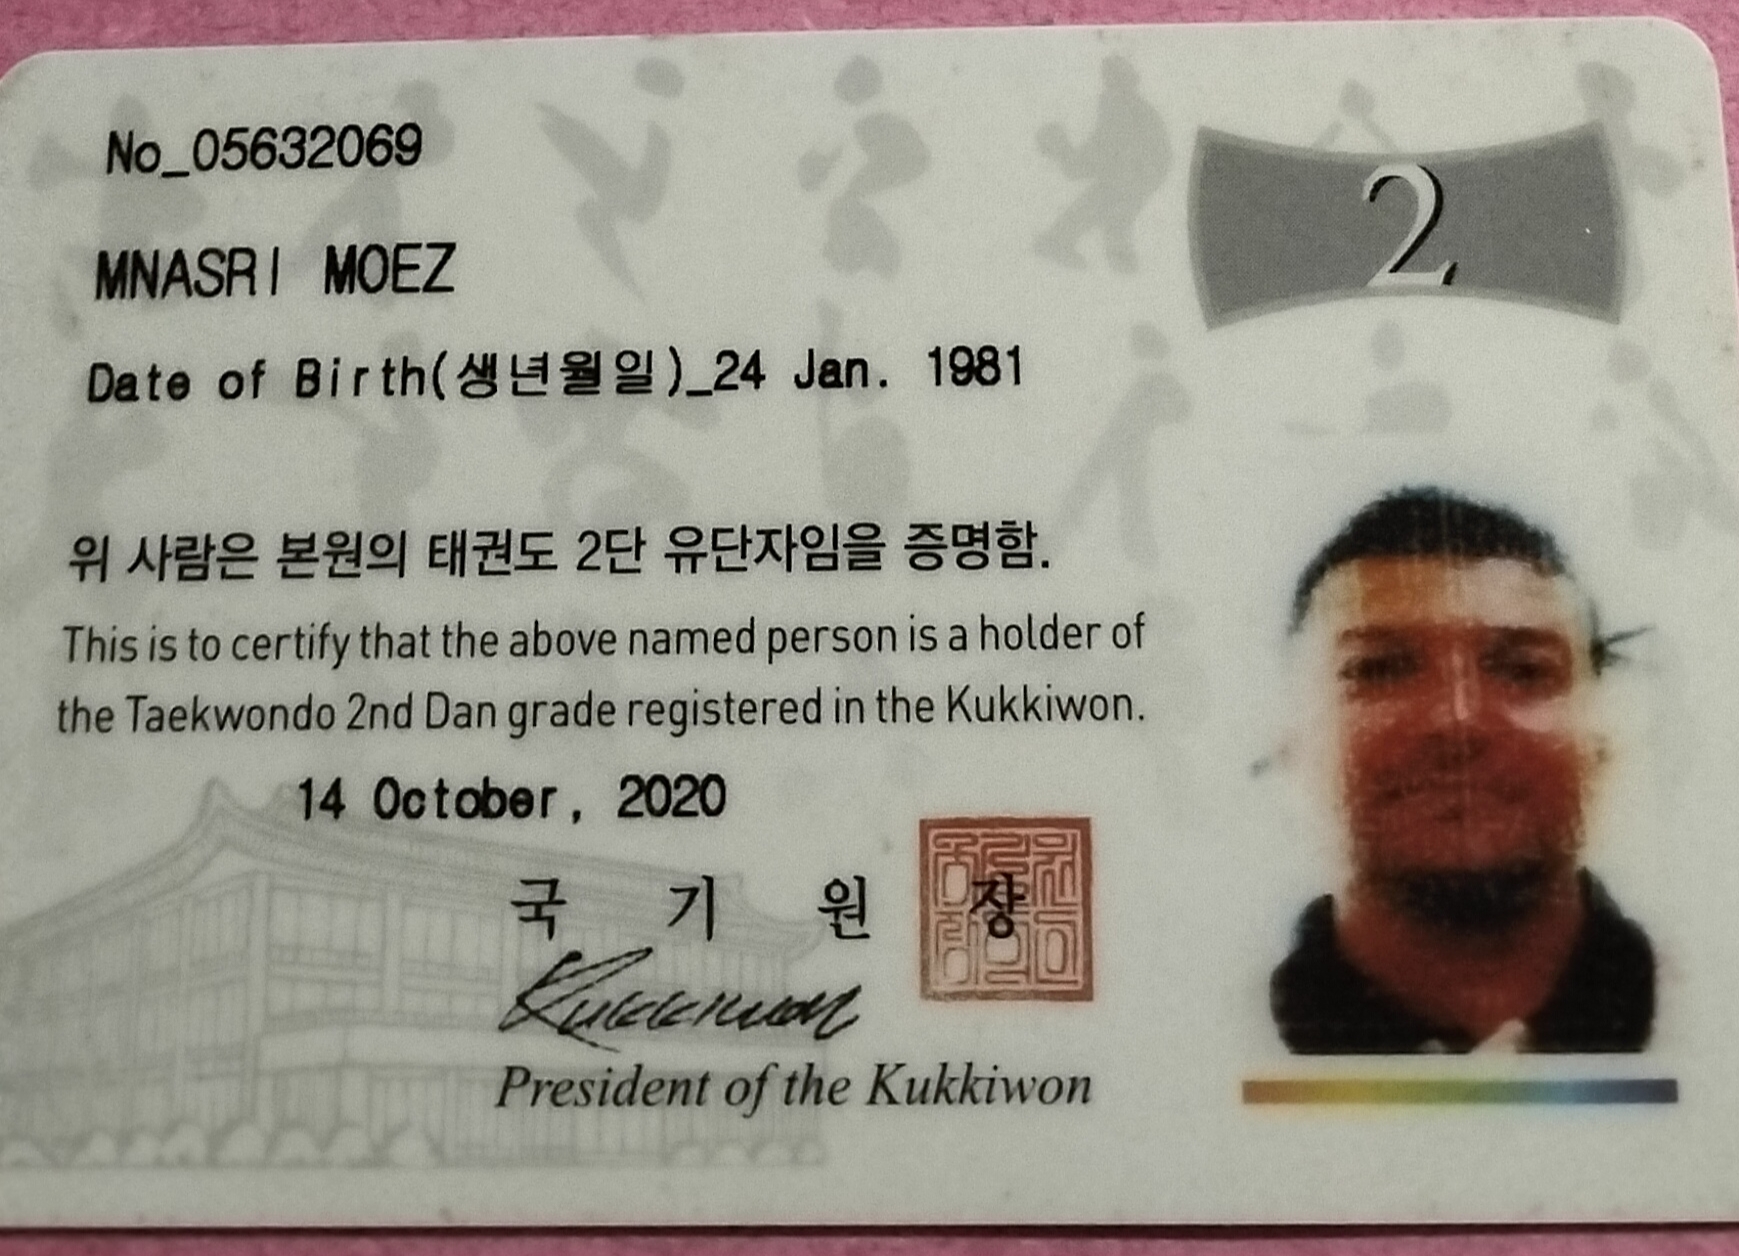 No_05632069
2
MNASRI MOEZ
Date of Birth(생년월일)_24 Jan. 1981
위 사람은 본원의 태권도 2단 유단자임을 증명함.
This is to certify that the above named person is a holder of
the Taekwondo 2nd Dan grade registered in the Kukkiwon.
14 October, 2020
국 기 원 장
Kukkiwon
President of the Kukkiwon